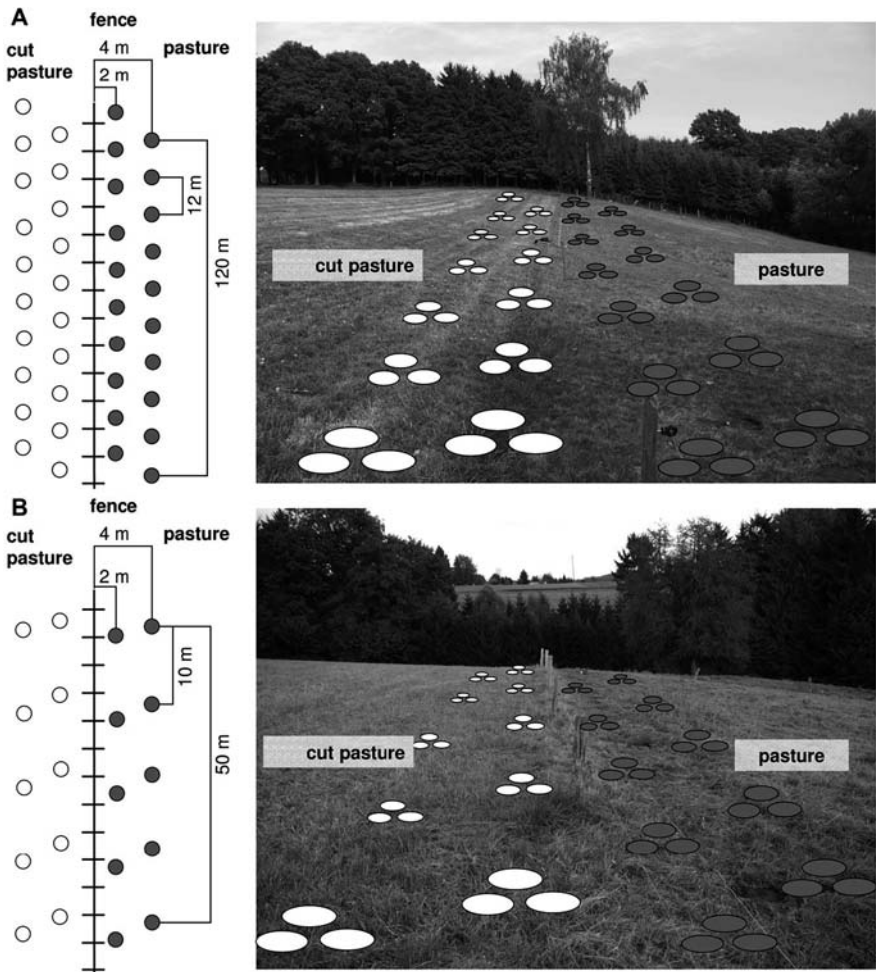 A
fence
4 m
pasture
cut
pasture
2 m
12 m
120 m
cut pasture
pasture
B
fence
4 m
pasture
cut
pasture
2 m
10 m
50 m
cut pasture
pasture